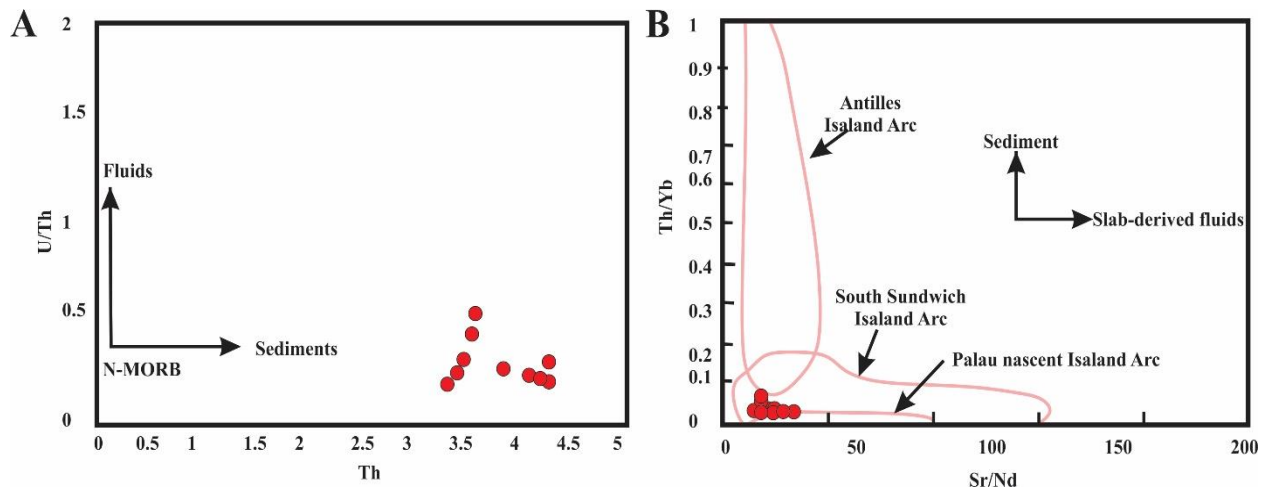 A
2
1.5
1
0.5
0
U/Th
Fluids
N-MORB
Sediments
0 0.5 1 1.5 2 2.5 3 3.5 4 4.5 5
Th
B
1
0.9
0.8
0.7
0.6
0.5
0.4
0.3
0.2
0.1
0
Th/Yb
Antilles
Isaland Arc
Sediment
Slab-derived fluids
South Sundwich
Isaland Arc
Palau nascent Isaland Arc
0 50 100 150 200
Sr/Nd